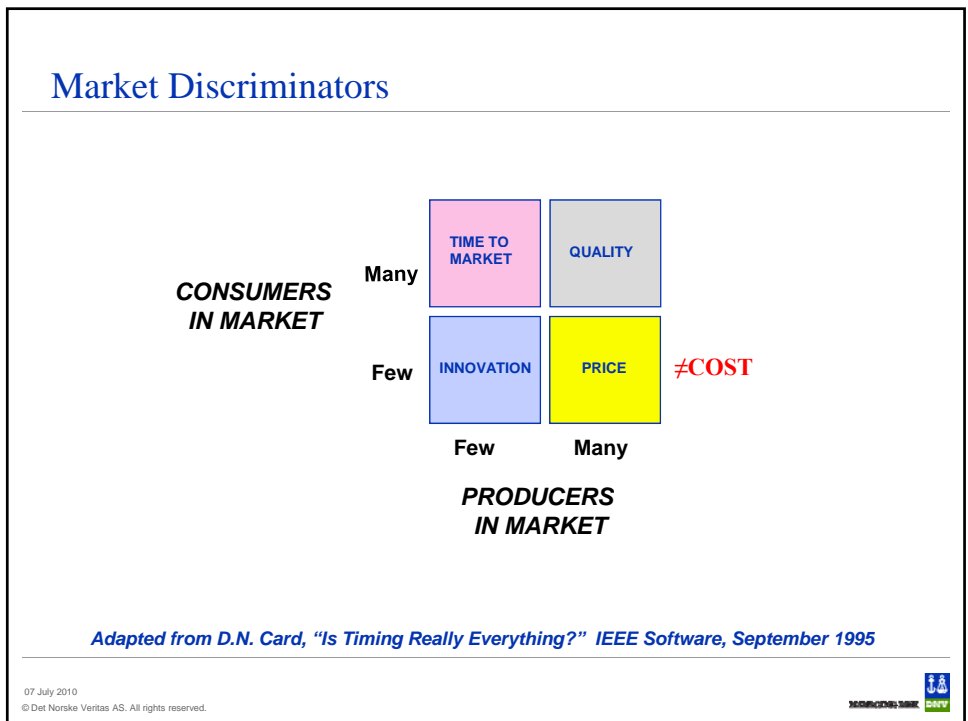 Market Discriminators
TIME TO
MARKET
QUALITY
Many
CONSUMERS
IN MARKET
Few
INNOVATION
PRICE
≠COST
Few
Many
PRODUCERS
IN MARKET
Adapted from D.N. Card, “Is Timing Really Everything?” IEEE Software, September 1995
07 July 2010
© Det Norske Veritas AS. All rights reserved.
DNV